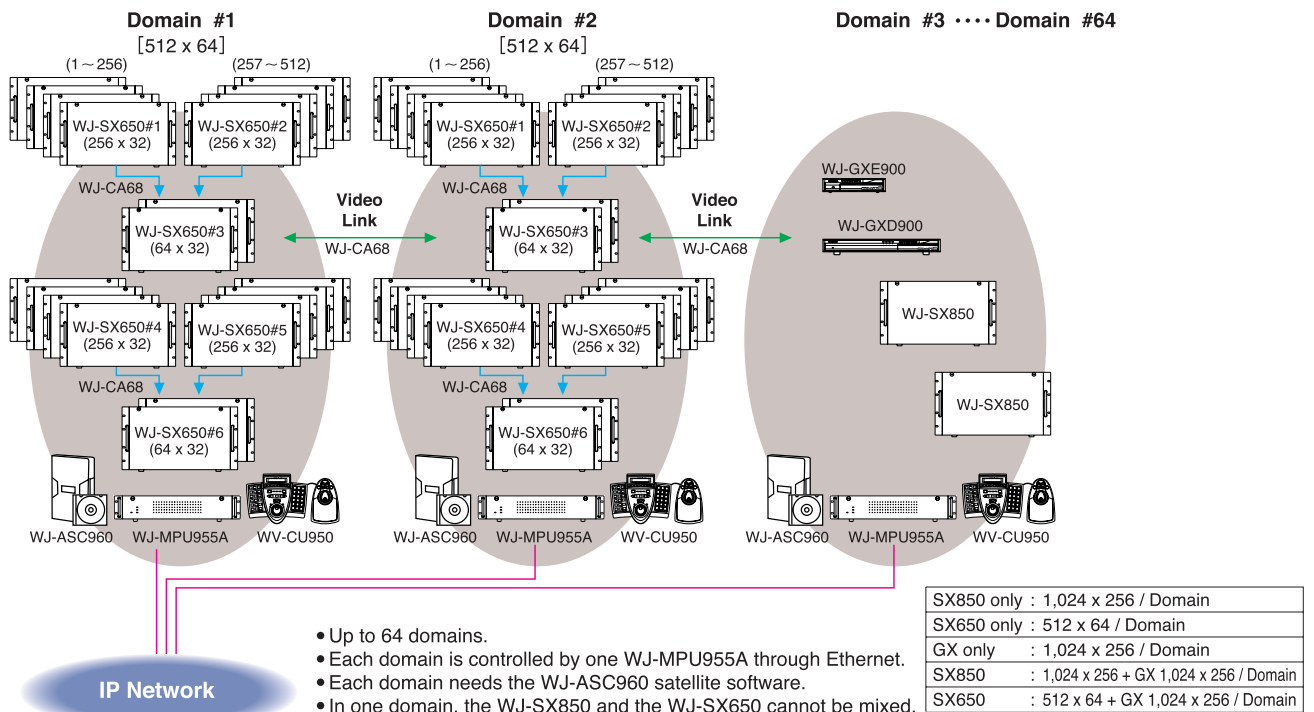 Domain #1
[512 x 64]
(1～256)
(257～512)
WJ-SX650#1
(256 x 32)
WJ-SX650#2
(256 x 32)
WJ-CA68
WJ-SX650#3
(64 x 32)
WJ-SX650#4
(256 x 32)
WJ-SX650#5
(256 x 32)
WJ-CA68
WJ-SX650#6
(64 x 32)
WJ-ASC960
WJ-MPU955A
WV-CU950
Video
Link
WJ-CA68
Domain #2
[512 x 64]
(1～256)
(257～512)
WJ-SX650#1
(256 x 32)
WJ-SX650#2
(256 x 32)
WJ-CA68
WJ-SX650#3
(64 x 32)
WJ-SX650#4
(256 x 32)
WJ-SX650#5
(256 x 32)
WJ-CA68
WJ-SX650#6
(64 x 32)
WJ-ASC960
WJ-MPU955A
WV-CU950
Video
Link
WJ-CA68
Domain #3 ···· Domain #64
WJ-GXE900
WJ-GXD900
WJ-SX850
WJ-SX850
WJ-ASC960
WJ-MPU955A
WV-CU950
IP Network
• Up to 64 domains.
• Each domain is controlled by one WJ-MPU955A through Ethernet.
• Each domain needs the WJ-ASC960 satellite software.
• In one domain, the WJ-SX850 and the WJ-SX650 cannot be mixed.
SX850 only : 1,024 x 256 / Domain
SX650 only : 512 x 64 / Domain
GX only : 1,024 x 256 / Domain
SX850 : 1,024 x 256 + GX 1,024 x 256 / Domain
SX650 : 512 x 64 + GX 1,024 x 256 / Domain